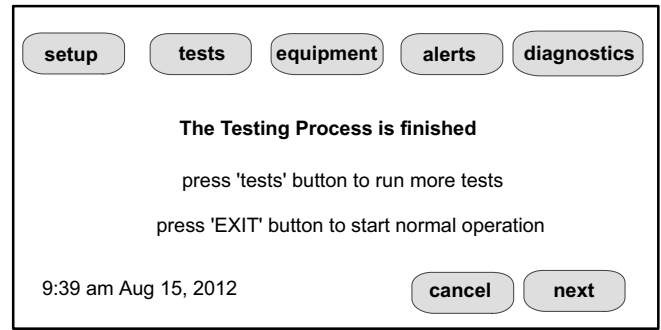 setup tests equipment alerts diagnostics
The Testing Process is finished
press 'tests' button to run more tests
press 'EXIT' button to start normal operation
9:39 am Aug 15, 2012 cancel next